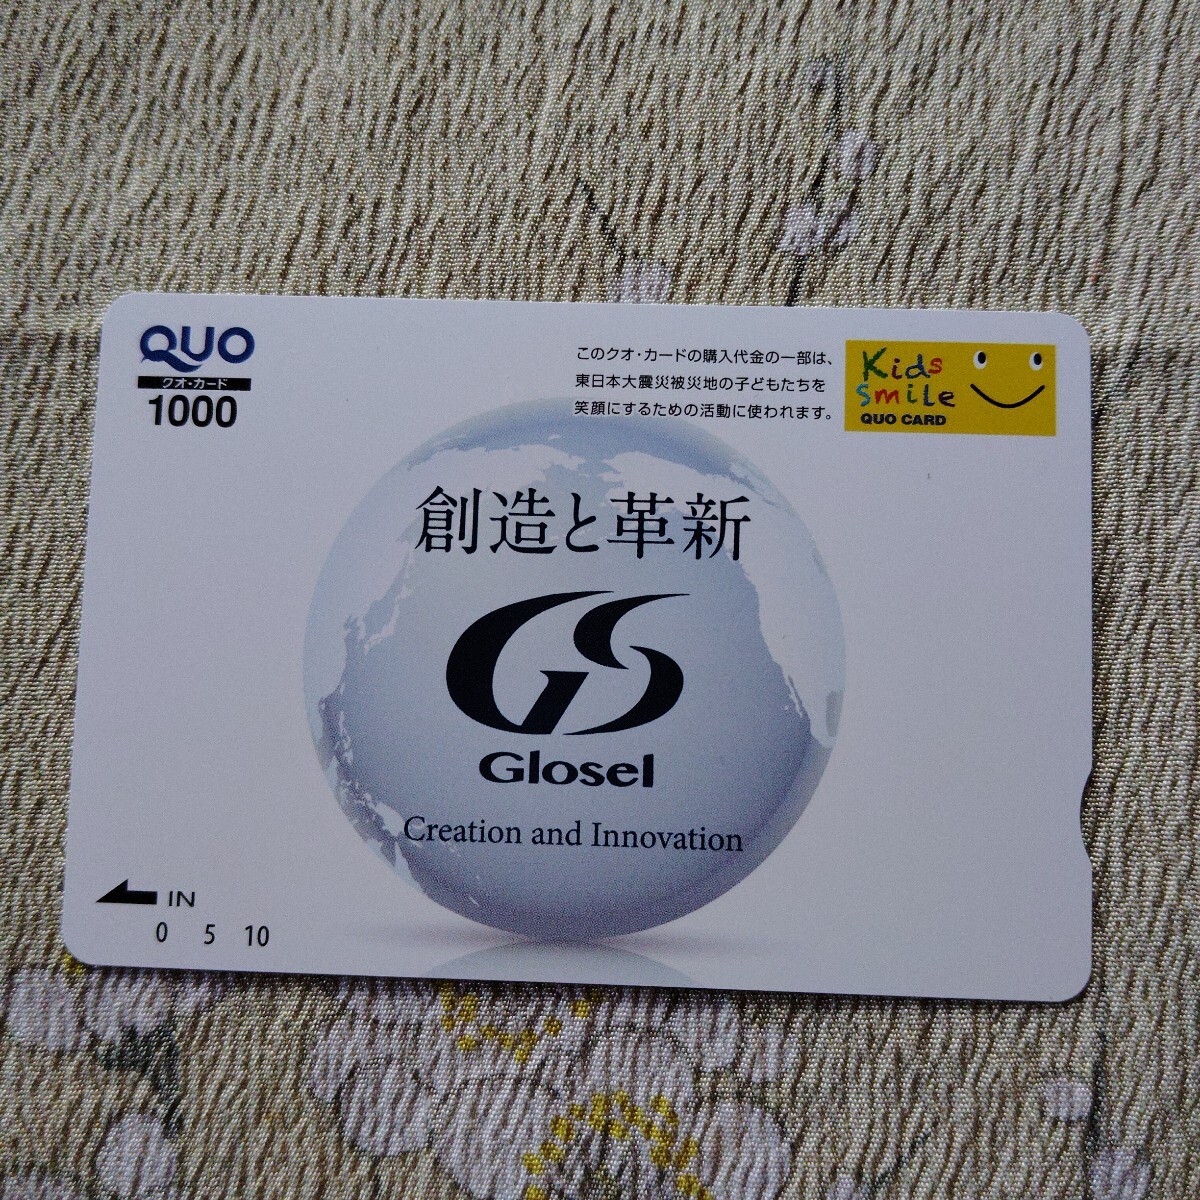 QUO
クオ・カード
1000
このクオ・カードの購入代金の一部は、
東日本大震災被災地の子どもたちを
笑顔にするための活動に使われます。
Kids
Smile
QUO CARD
創造と革新
GS
Glosel
Creation and Innovation
IN
0 5 10